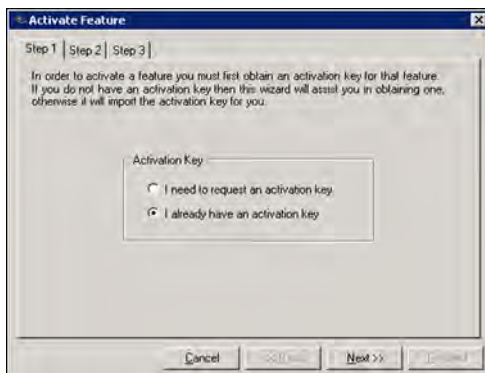 Activate Feature
Step 1 Step 2 Step 3
In order to activate a feature you must first obtain an activation key for that feature.
If you do not have an activation key then this wizard will assist you in obtaining one,
otherwise it will import the activation key for you.
Activation Key
I need to request an activation key
I already have an activation key
Cancel Next >>